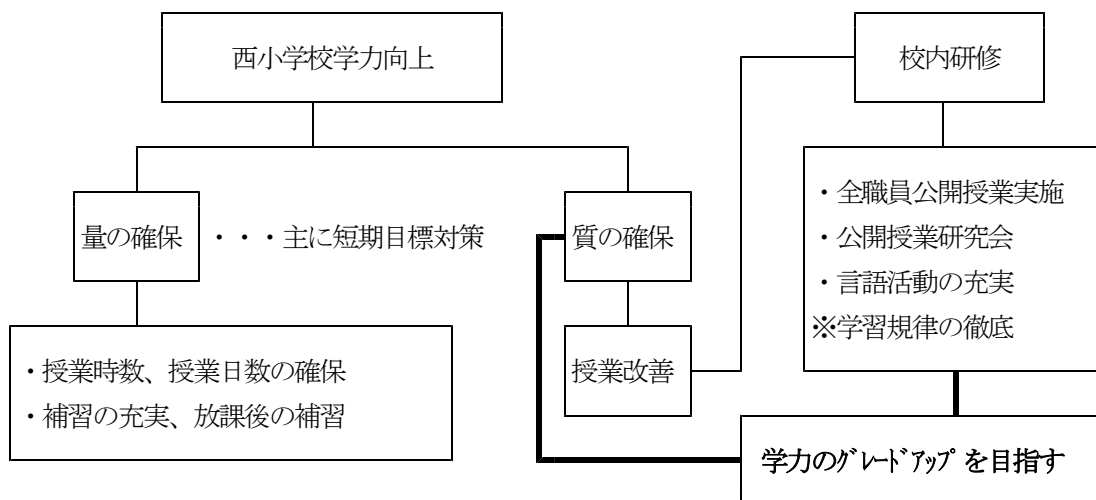 西小学校学力向上
校内研修
量の確保
・・・主に短期目標対策
質の確保
・全職員公開授業実施
・公開授業研究会
・言語活動の充実
※学習規律の徹底
・授業時数、授業日数の確保
・補習の充実、放課後の補習
授業改善
学力のｸﾞﾚｰﾄﾞｱｯﾌﾟを目指す